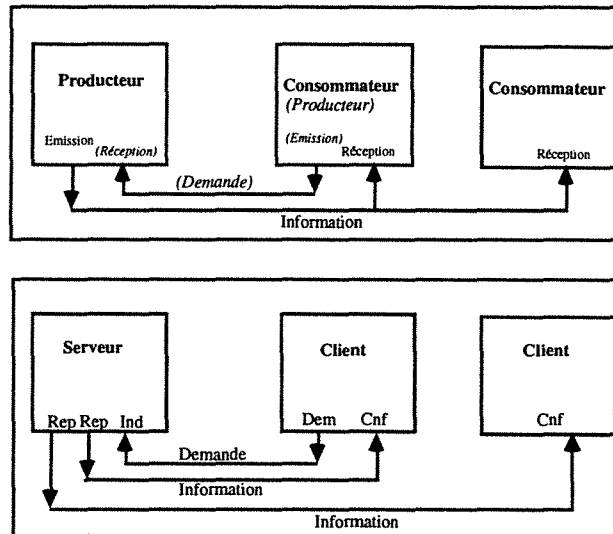 Producteur
Consommateur
(Producteur)
Consommateur
Emission
(Réception)
(Emission)
Réception
Réception
(Demande)
Information
Serveur
Client
Client
Rep Rep Ind
Dem Cnf
Cnf
Demande
Information
Information